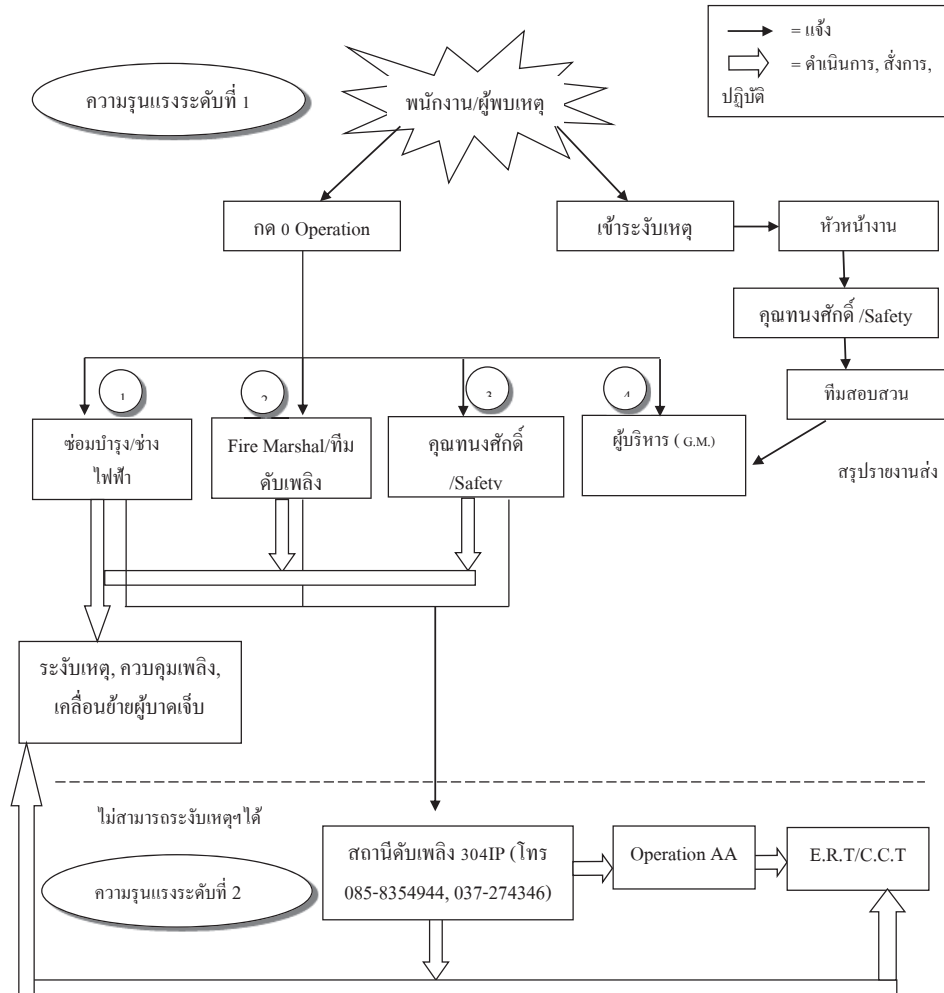 = แจ้ง
= ดำเนินการ, สั่งการ,
ปฏิบัติ
ความรุนแรงระดับที่ 1
พนักงาน/ผู้พบเหตุ
กด 0 Operation
เข้าระงับเหตุ
หัวหน้างาน
คุณทนงศักดิ์ /Safety
ทีมสอบสวน
สรุปรายงานส่ง
1
2
3
4
ซ่อมบำรุง/ช่าง
ไฟฟ้า
Fire Marshal/ทีม
ดับเพลิง
คุณทนงศักดิ์
/Safety
ผู้บริหาร ( G.M.)
ระงับเหตุ, ควบคุมเพลิง,
เคลื่อนย้ายผู้บาดเจ็บ
ไม่สามารถระงับเหตุฯได้
ความรุนแรงระดับที่ 2
สถานีดับเพลิง 304IP (โทร
085-8354944, 037-274346)
Operation AA
E.R.T/C.C.T